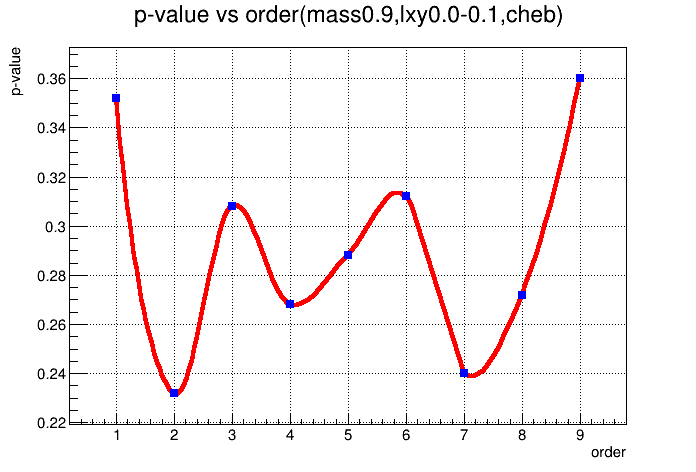 p-value vs order(mass0.9,lxy0.0-0.1,cheb)
p-value
0.36
0.34
0.32
0.3
0.28
0.26
0.24
0.22
1 2 3 4 5 6 7 8 9
order